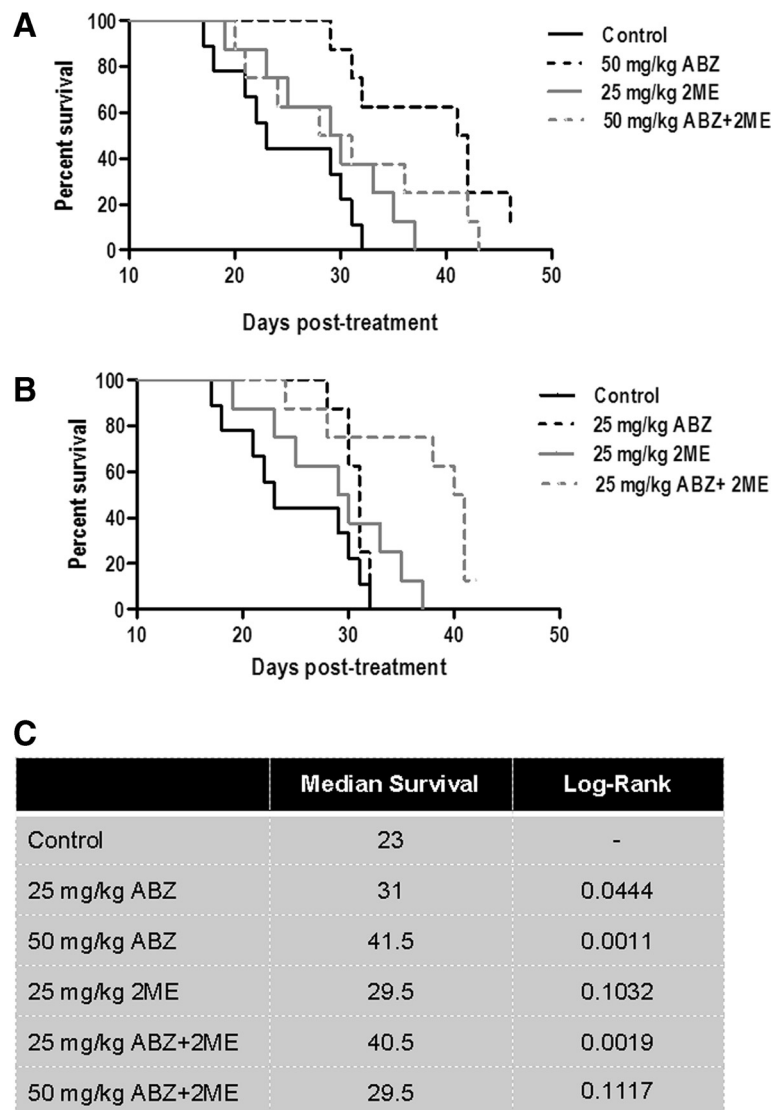 A
100
80
60
40
20
0
Percent survival
10 20 30 40 50
Days post-treatment
Control
50 mg/kg ABZ
25 mg/kg 2ME
50 mg/kg ABZ+2ME
B
100
80
60
40
20
0
Percent survival
10 20 30 40 50
Days post-treatment
Control
25 mg/kg ABZ
25 mg/kg 2ME
25 mg/kg ABZ+ 2ME
C
Median Survival Log-Rank
Control 23 -
25 mg/kg ABZ 31 0.0444
50 mg/kg ABZ 41.5 0.0011
25 mg/kg 2ME 29.5 0.1032
25 mg/kg ABZ+2ME 40.5 0.0019
50 mg/kg ABZ+2ME 29.5 0.1117